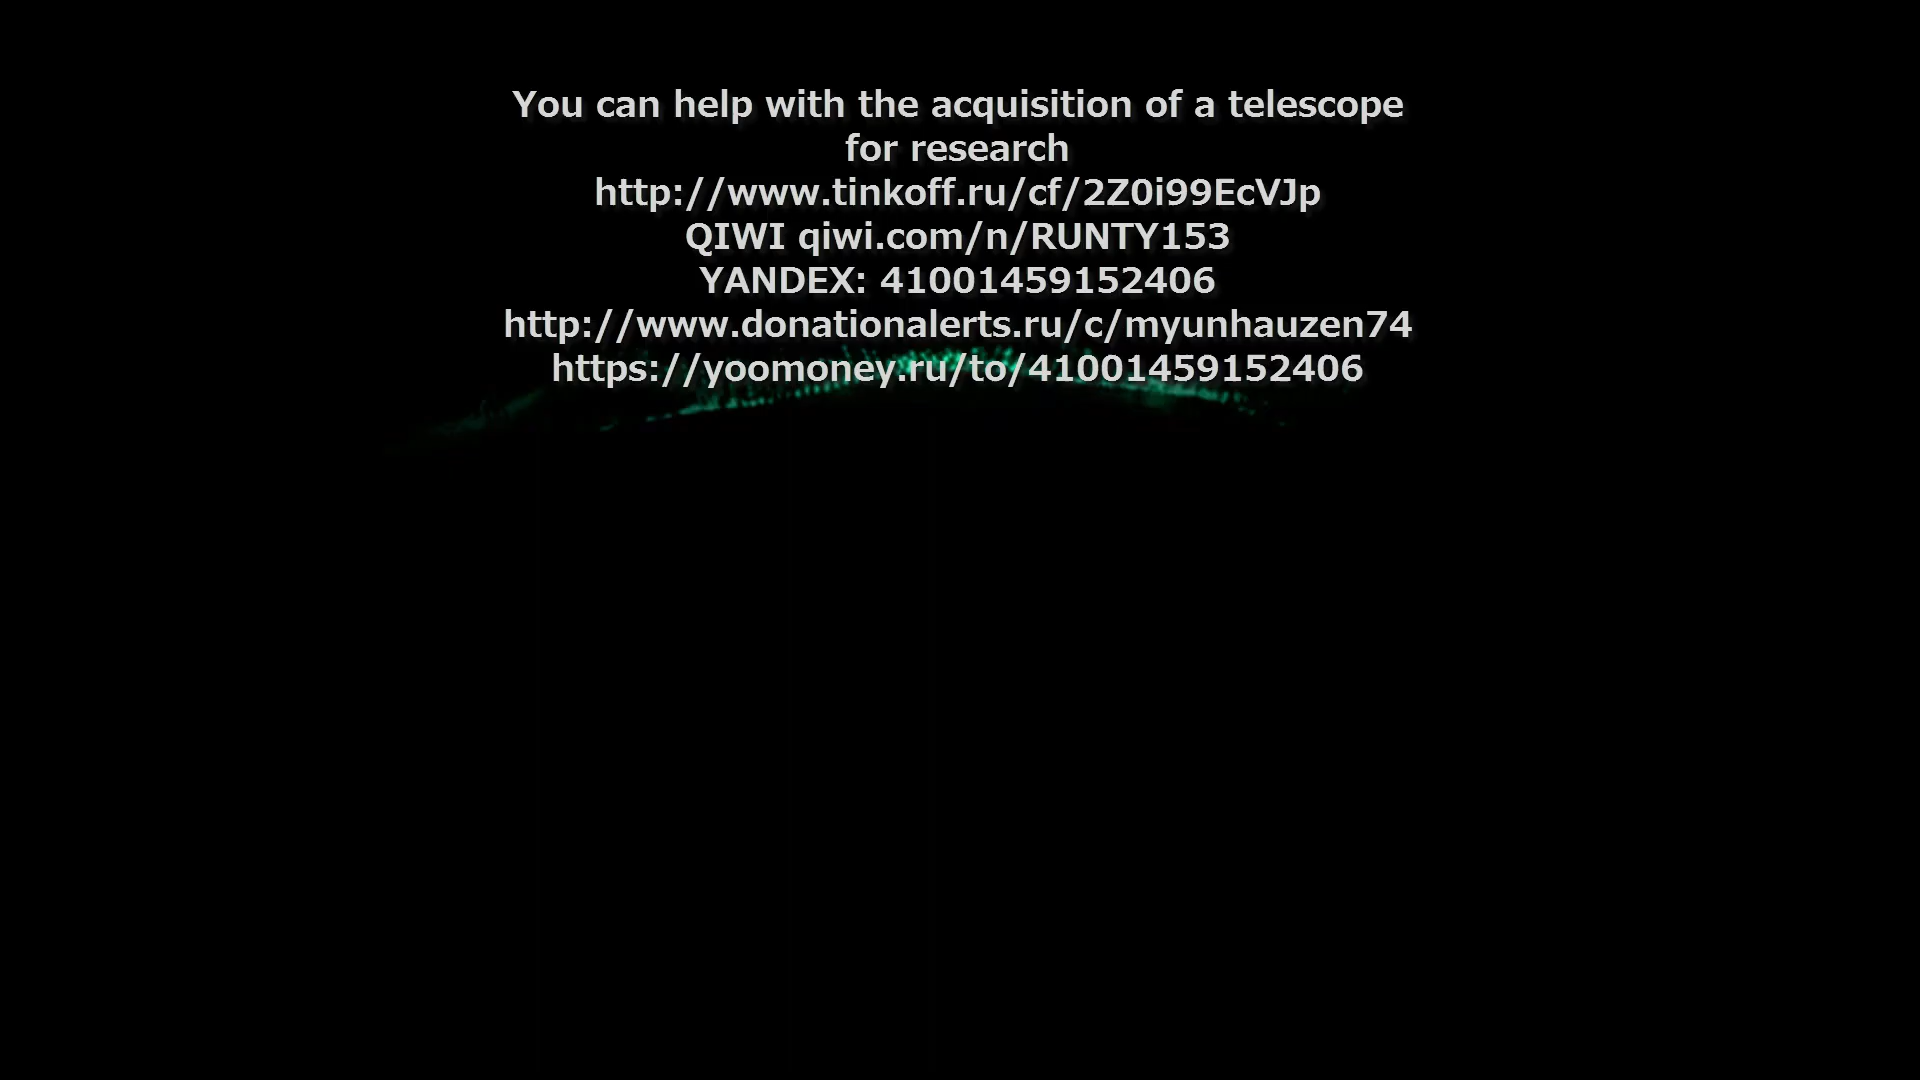 You can help with the acquisition of a telescope
for research
http://www.tinkoff.ru/cf/2Z0i99EcVJp
QIWI qiwi.com/n/RUNTY153
YANDEX: 41001459152406
http://www.donationalerts.ru/c/myunhauzen74
https://yoomoney.ru/to/41001459152406